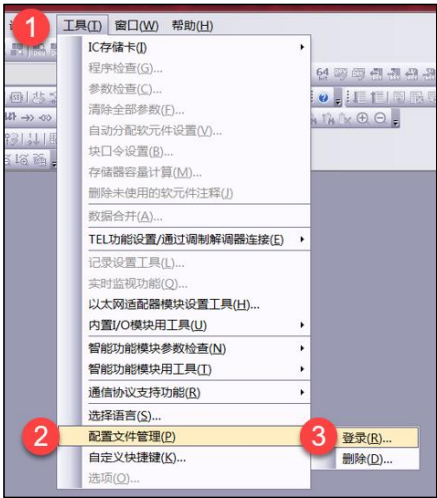 1
工具(T) 窗口(W) 帮助(H)
IC存储卡(I)
程序检查(G)...
参数检查(C)...
清除全部参数(F)...
自动分配软元件设置(V)...
块口令设置(B)...
存储器容量计算(M)...
删除未使用的软元件注释(J)
数据合并(A)...
TEL功能设置/通过调制解调器连接(E)
记录设置工具(L)...
实时监视功能(O)...
以太网适配器模块设置工具(H)...
内置I/O模块用工具(U)
智能功能模块参数检查(N)
智能功能模块用工具(T)
通信协议支持功能(R)
选择语言(S)...
2 配置文件管理(P) 3 登录(R)...
自定义快捷键(K)... 删除(D)...
选项(O)...